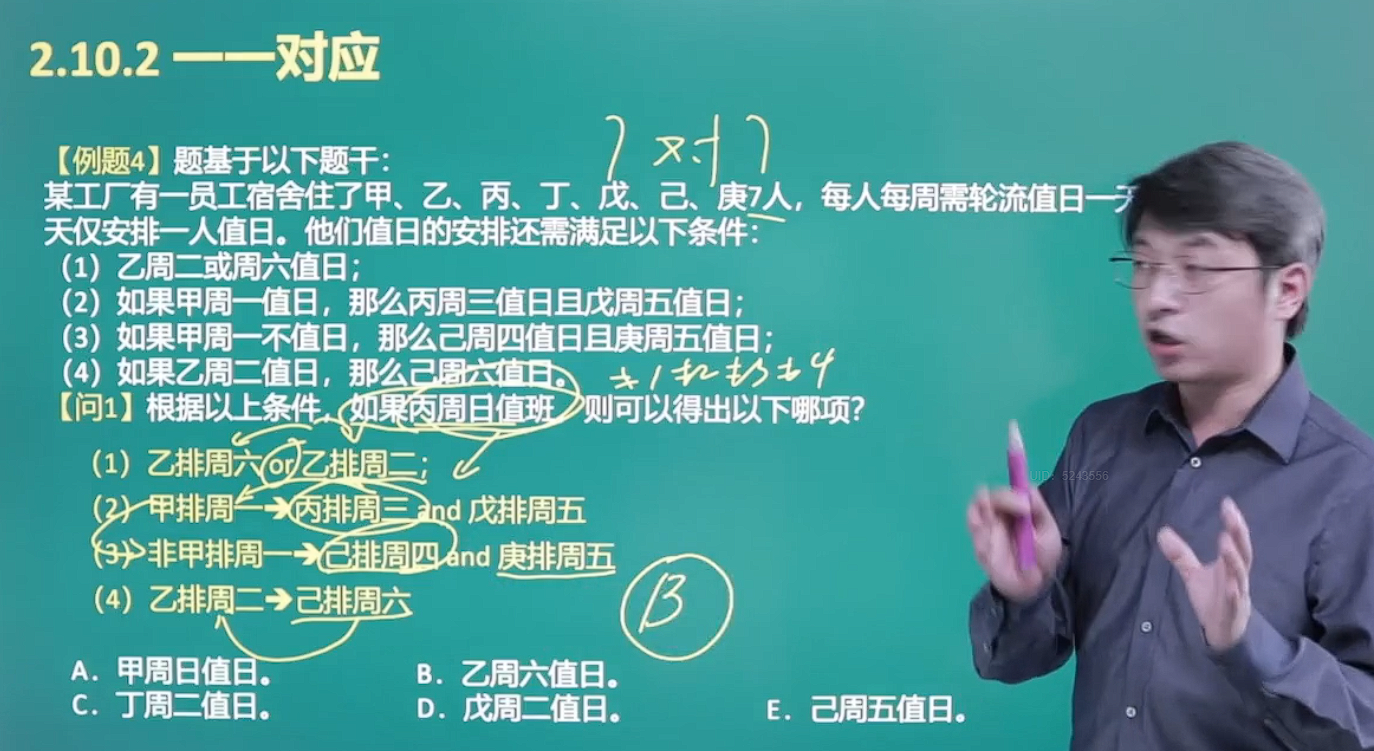 2.10.2 一一对应
7 对 7
【例题4】题基于以下题干：
某工厂有一员工宿舍住了甲、乙、丙、丁、戊、己、庚7人，每人每周需轮流值日一天
天仅安排一人值日。他们值日的安排还需满足以下条件：
（1）乙周二或周六值日；
（2）如果甲周一值日，那么丙周三值日且戊周五值日；
（3）如果甲周一不值日，那么己周四值日且庚周五值日；
（4）如果乙周二值日，那么己周六值日。
【问1】根据以上条件，如果丙周日值班，则可以得出以下哪项？
（1）乙排周六or乙排周二；
（2）甲排周一➔丙排周三 and 戊排周五
（3）非甲排周一➔己排周四 and 庚排周五
（4）乙排周二➔己排周六
B
A．甲周日值日。 B．乙周六值日。
C．丁周二值日。 D．戊周二值日。 E．己周五值日。
UID：5243556